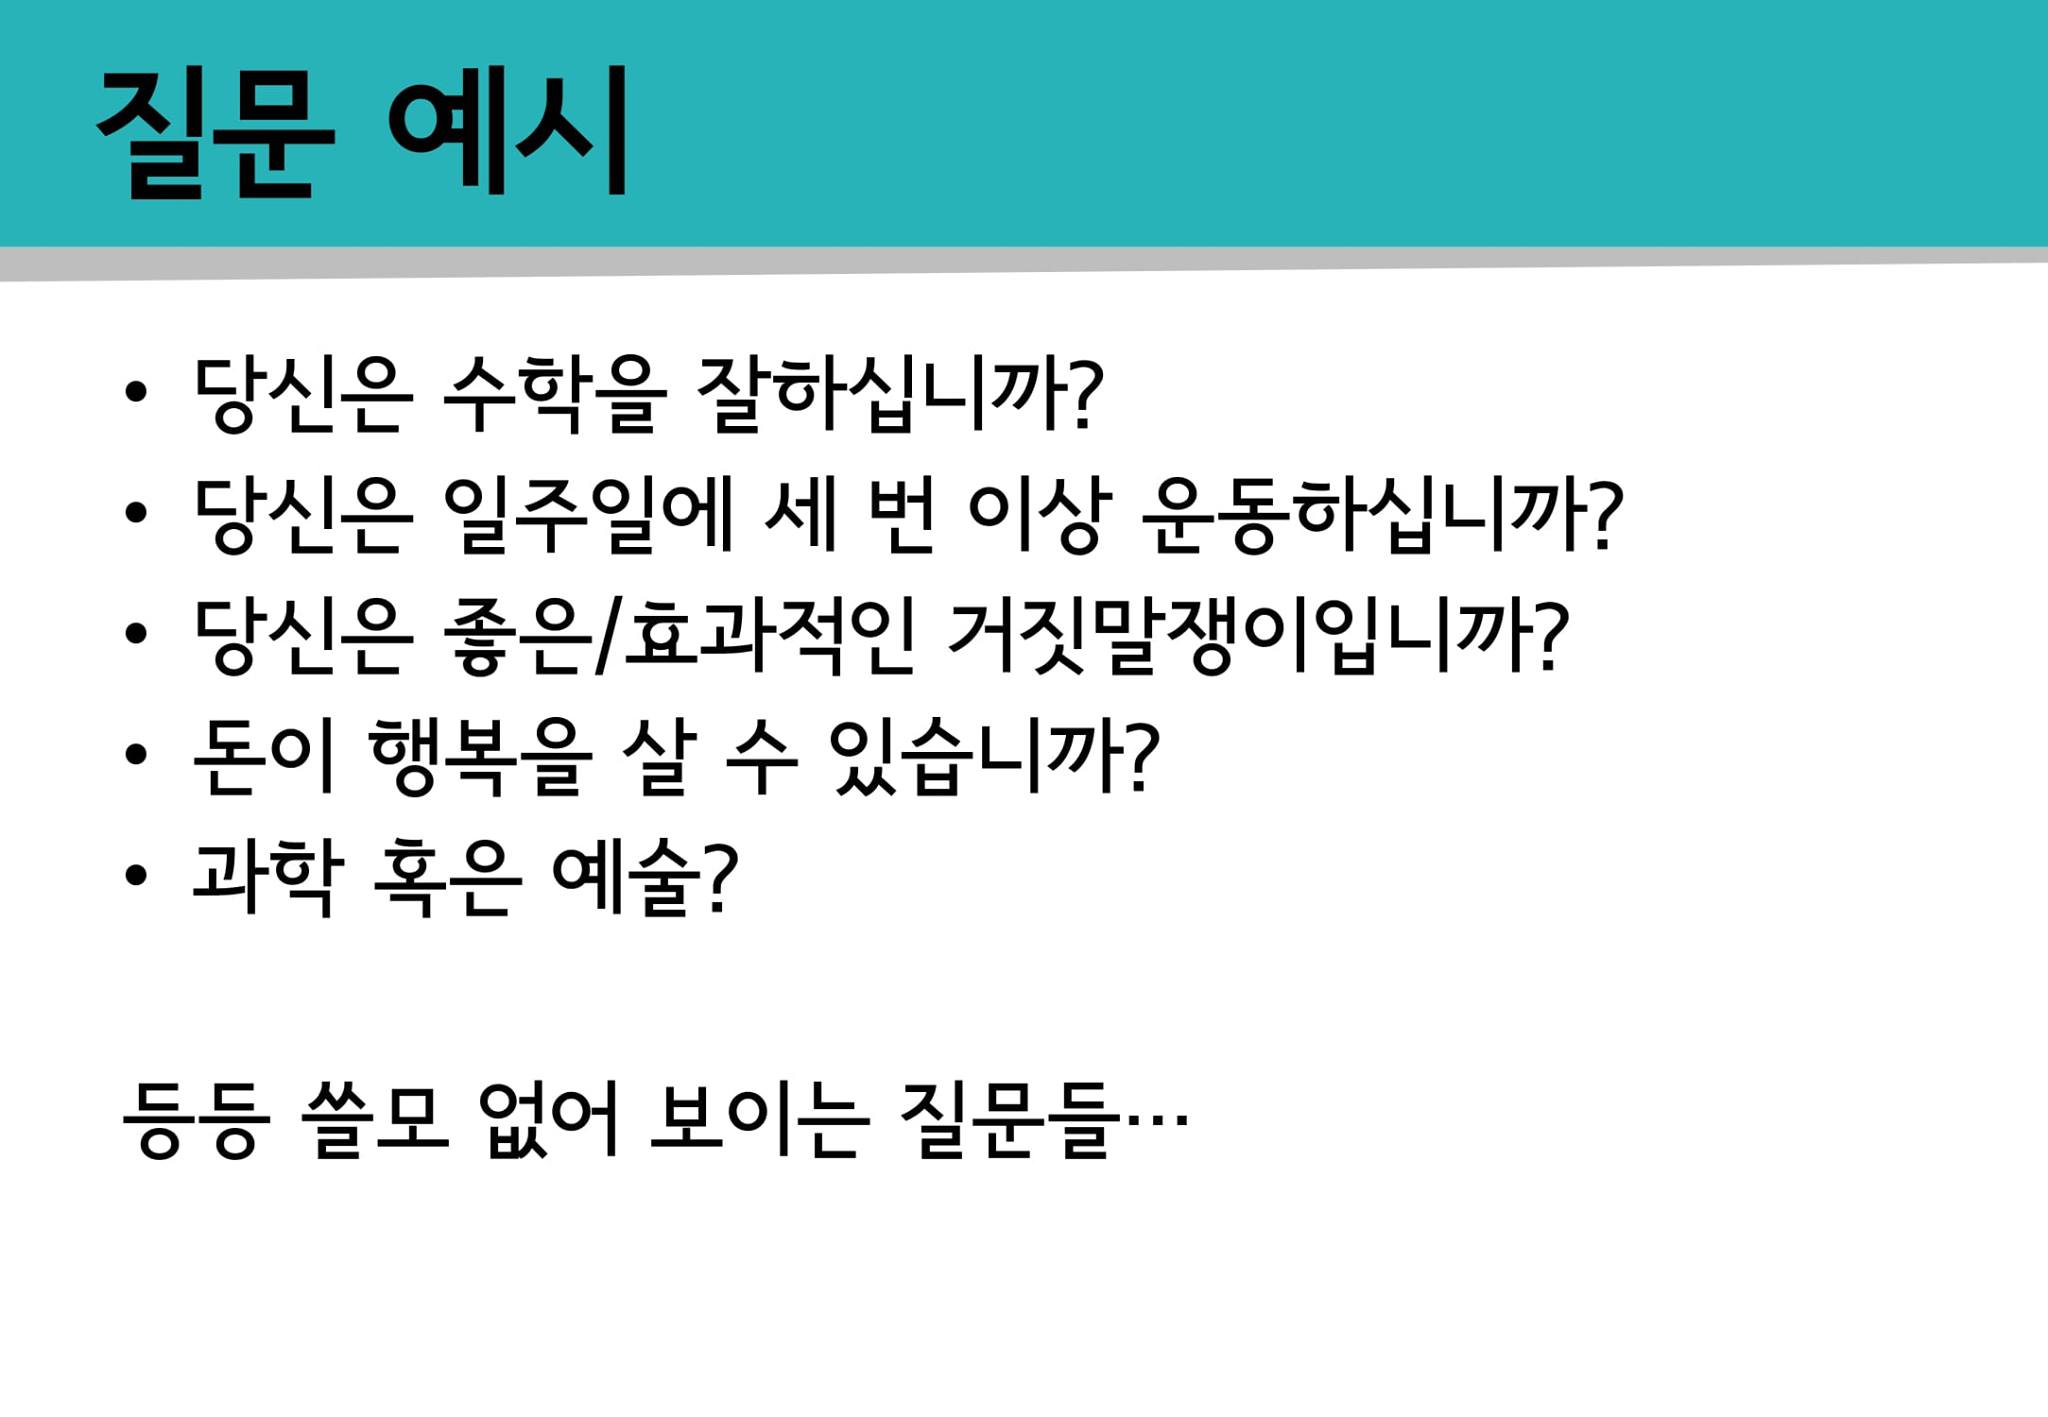 질문 예시
• 당신은 수학을 잘하십니까?
• 당신은 일주일에 세 번 이상 운동하십니까?
• 당신은 좋은/효과적인 거짓말쟁이입니까?
• 돈이 행복을 살 수 있습니까?
• 과학 혹은 예술?
등등 쓸모 없어 보이는 질문들…